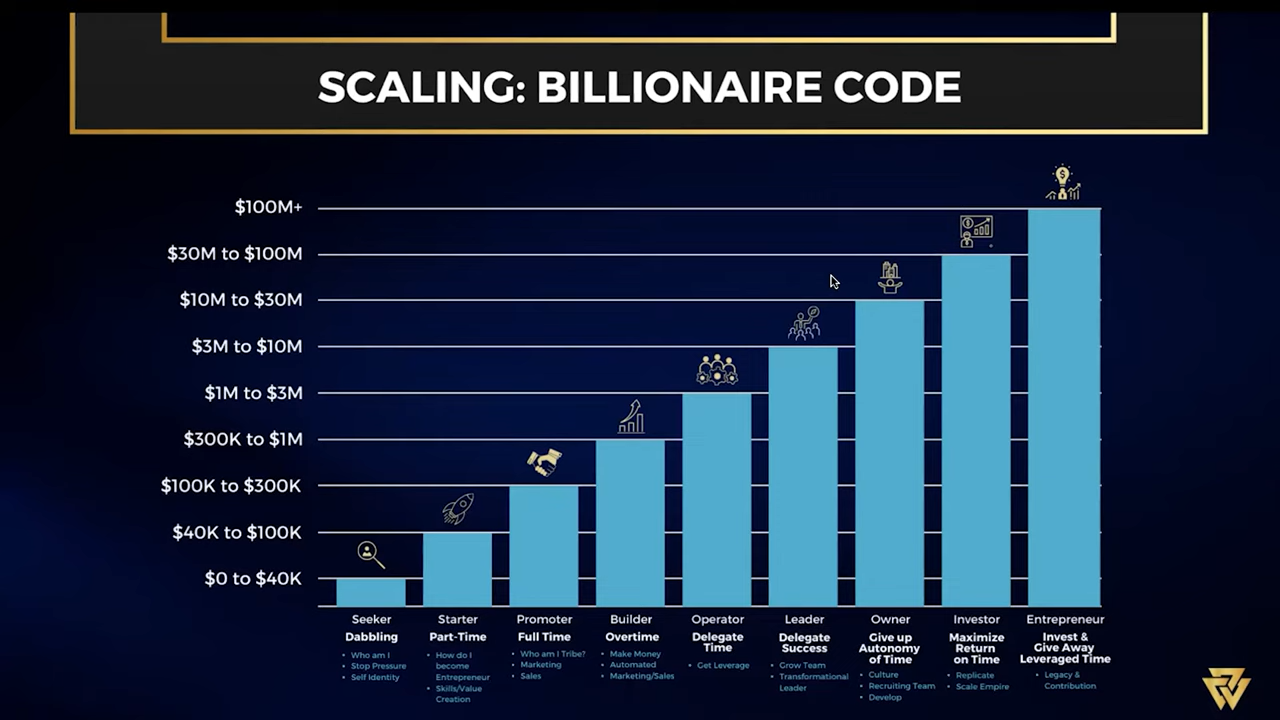 SCALING: BILLIONAIRE CODE
$100M+
$30M to $100M
$10M to $30M
$3M to $10M
$1M to $3M
$300K to $1M
$100K to $300K
$40K to $100K
$0 to $40K
Seeker
Dabbling
• Who am I
• Stop Pressure
• Self Identity
Starter
Part-Time
• How do I
become
Entrepreneur
• Skills/Value
Creation
Promoter
Full Time
• Who am I Tribe?
• Marketing
• Sales
Builder
Overtime
• Make Money
• Automated
• Marketing/Sales
Operator
Delegate
Time
• Get Leverage
Leader
Delegate
Success
• Grow Team
• Transformational
Leader
Owner
Give up
Autonomy
of Time
• Culture
• Recruiting Team
• Develop
Investor
Maximize
Return
on Time
• Replicate
• Scale Empire
Entrepreneur
Invest &
Give Away
Leveraged Time
• Legacy &
Contribution